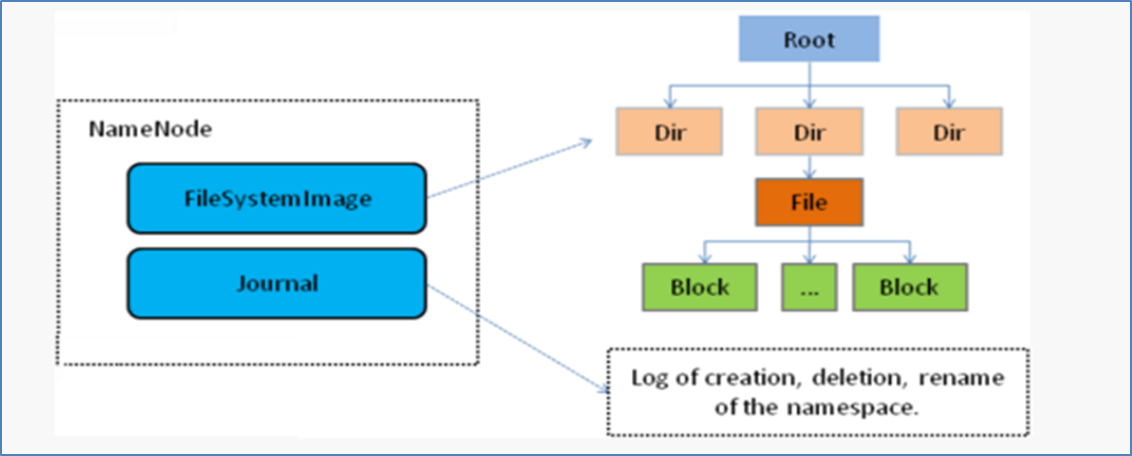 NameNode
FileSystemImage
Journal
Root
Dir
Dir
Dir
File
Block
...
Block
Log of creation, deletion, rename
of the namespace.